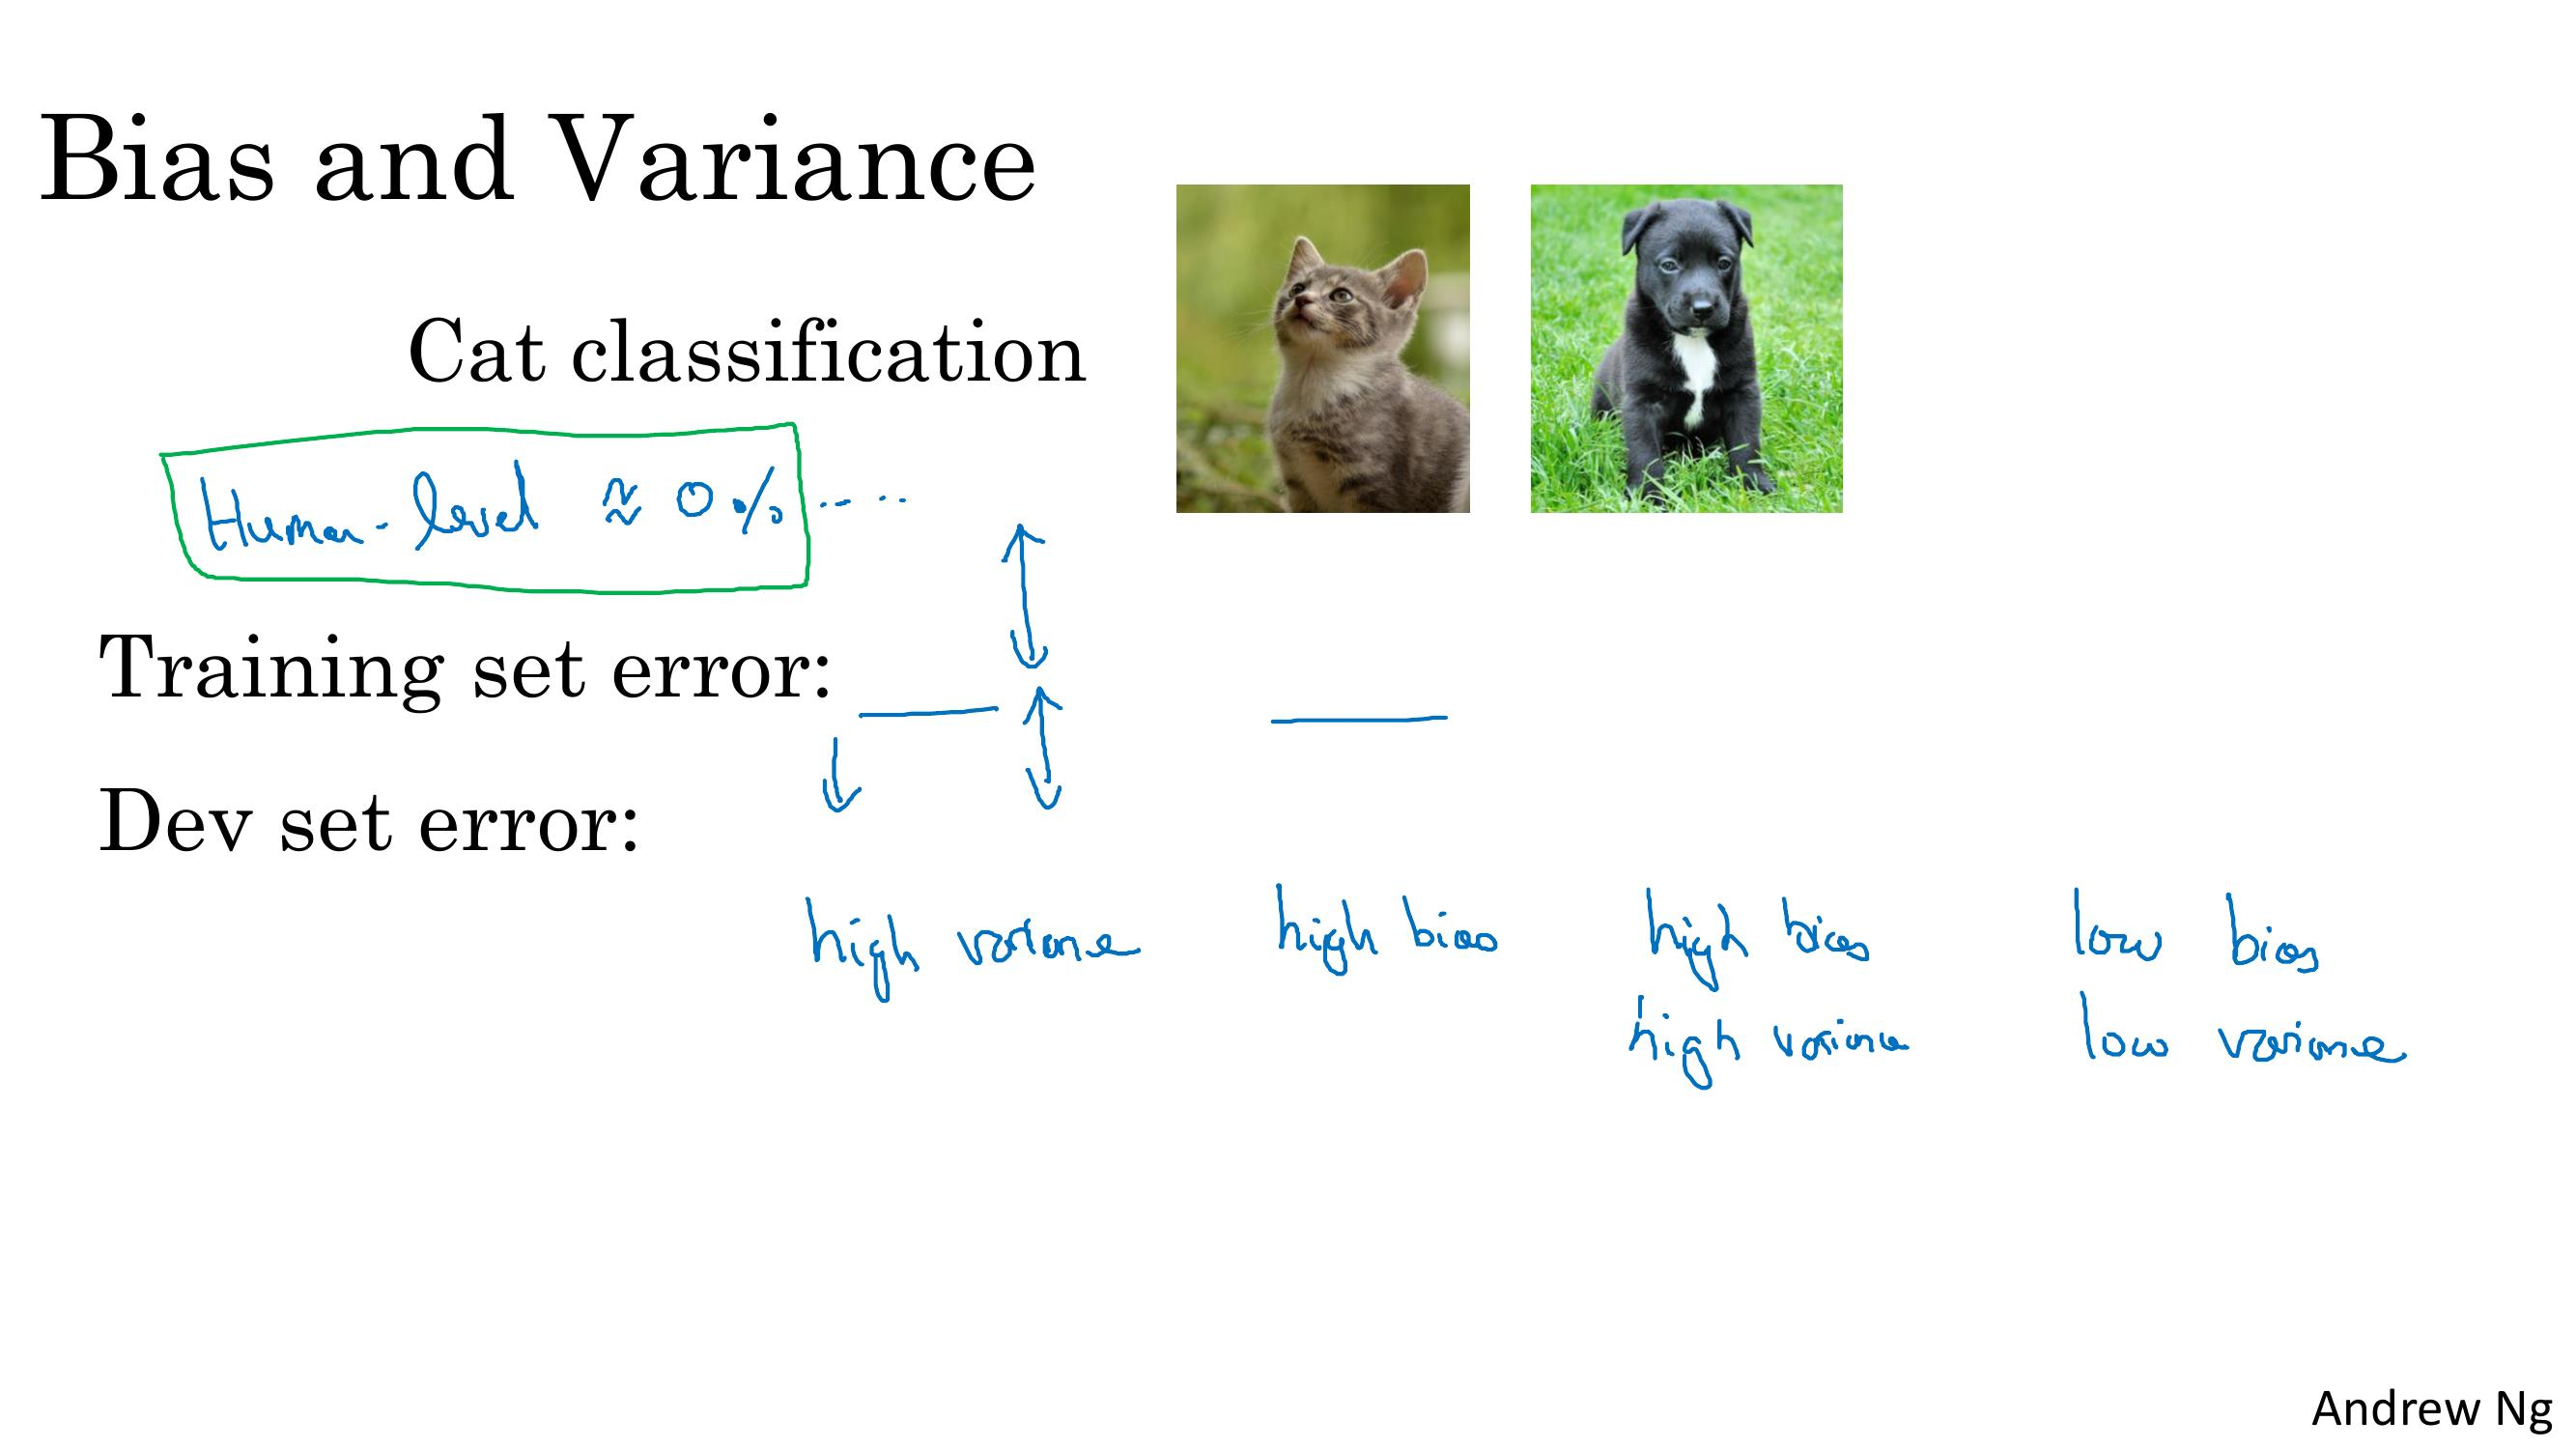 Bias and Variance
Cat classification
Human-level ≈ 0%
Training set error:
Dev set error:
high variance high bias high bias low bias
high variance low variance
Andrew Ng